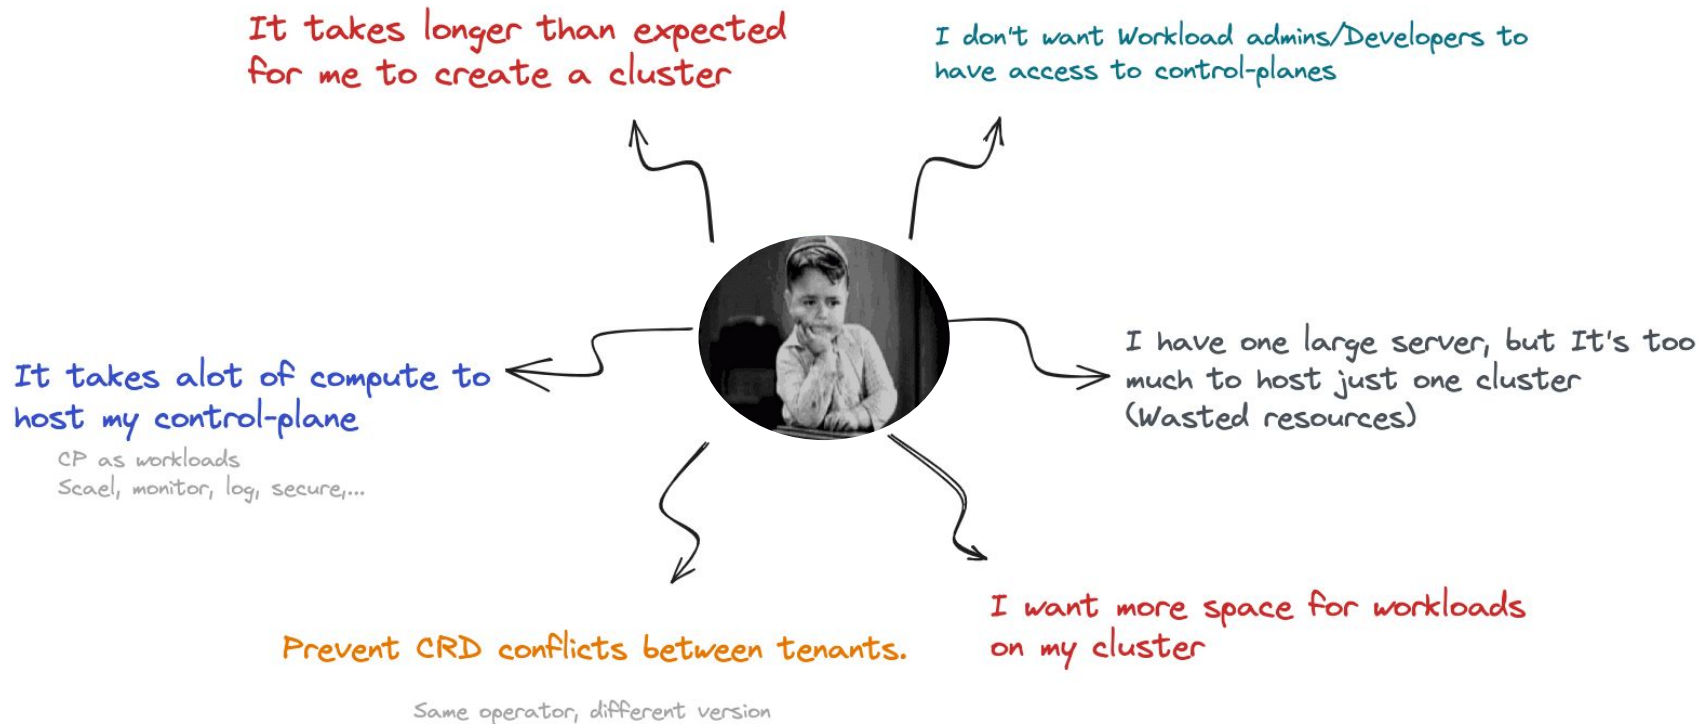 It takes longer than expected
for me to create a cluster
I don't want Workload admins/Developers to
have access to control-planes
It takes alot of compute to
host my control-plane
CP as workloads
Scael, monitor, log, secure,...
I have one large server, but It's too
much to host just one cluster
(Wasted resources)
Prevent CRD conflicts between tenants.
Same operator, different version
I want more space for workloads
on my cluster